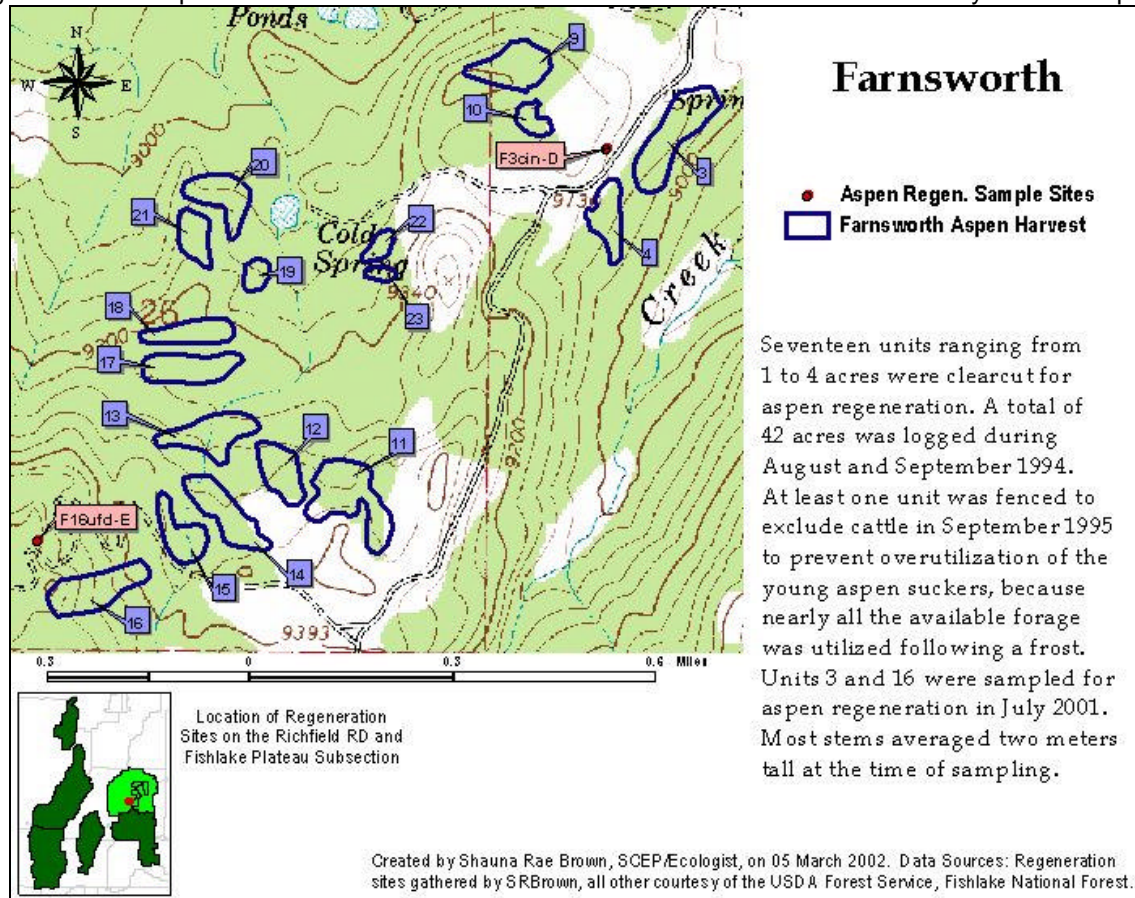 Ponds
N
W
E
S
9
10
Sprin
F3cin-D
3
9000
9000
20
21
973
22
4
Cold
Spring
19
Creek
9340
23
18
26
17
9200
13
12
11
F16ufd-E
15
14
16
9393
0.3
0
0.3
0.6 Miles
Farnsworth
Aspen Regen. Sample Sites
Farnsworth Aspen Harvest
Seventeen units ranging from
1 to 4 acres were clearcut for
aspen regeneration. A total of
42 acres was logged during
August and September 1994.
At least one unit was fenced to
exclude cattle in September 1995
to prevent overutilization of the
young aspen suckers, because
nearly all the available forage
was utilized following a frost.
Units 3 and 16 were sampled for
aspen regeneration in July 2001.
Most stems averaged two meters
tall at the time of sampling.
Location of Regeneration
Sites on the Richfield RD and
Fishlake Plateau Subsection
Created by Shauna Rae Brown, SCEP/Ecologist, on 05 March 2002. Data Sources: Regeneration
sites gathered by SRBrown, all other courtesy of the USDA Forest Service, Fishlake National Forest.